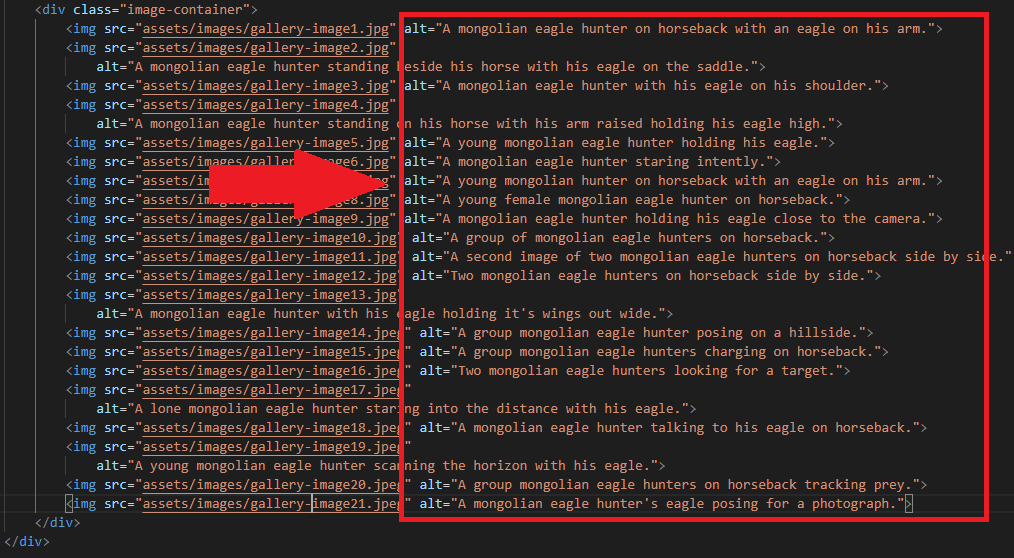 <div class="image-container">
<img src="assets/images/gallery-image1.jpg" alt="A mongolian eagle hunter on horseback with an eagle on his arm.">
<img src="assets/images/gallery-image2.jpg"
alt="A mongolian eagle hunter standing beside his horse with his eagle on the saddle.">
<img src="assets/images/gallery-image3.jpg" alt="A mongolian eagle hunter with his eagle on his shoulder.">
<img src="assets/images/gallery-image4.jpg"
alt="A mongolian eagle hunter standing on his horse with his arm raised holding his eagle high.">
<img src="assets/images/gallery-image5.jpg" alt="A young mongolian eagle hunter holding his eagle.">
<img src="assets/images/gallery-image6.jpg" alt="A mongolian eagle hunter staring intently.">
<img src="assets/im jpg" alt="A young mongolian hunter on horseback with an eagle on his arm.">
<img src="assets/images/gallery-image8.jpg" alt="A young female mongolian eagle hunter on horseback.">
<img src="assets/images/gallery-image9.jpg" alt="A mongolian eagle hunter holding his eagle close to the camera.">
<img src="assets/images/gallery-image10.jpg" alt="A group of mongolian eagle hunters on horseback.">
<img src="assets/images/gallery-image11.jpg" alt="A second image of two mongolian eagle hunters on horseback side by side."
<img src="assets/images/gallery-image12.jpg" alt="Two mongolian eagle hunters on horseback side by side.">
<img src="assets/images/gallery-image13.jpg"
alt="A mongolian eagle hunter with his eagle holding it's wings out wide.">
<img src="assets/images/gallery-image14.jpeg" alt="A group mongolian eagle hunter posing on a hillside.">
<img src="assets/images/gallery-image15.jpeg" alt="A group mongolian eagle hunters charging on horseback.">
<img src="assets/images/gallery-image16.jpeg" alt="Two mongolian eagle hunters looking for a target.">
<img src="assets/images/gallery-image17.jpeg"
alt="A lone mongolian eagle hunter staring into the distance with his eagle.">
<img src="assets/images/gallery-image18.jpeg" alt="A mongolian eagle hunter talking to his eagle on horseback.">
<img src="assets/images/gallery-image19.jpeg"
alt="A young mongolian eagle hunter scanning the horizon with his eagle.">
<img src="assets/images/gallery-image20.jpeg" alt="A group mongolian eagle hunters on horseback tracking prey.">
<img src="assets/images/gallery-image21.jpeg" alt="A mongolian eagle hunter's eagle posing for a photograph.">
</div>
</div>